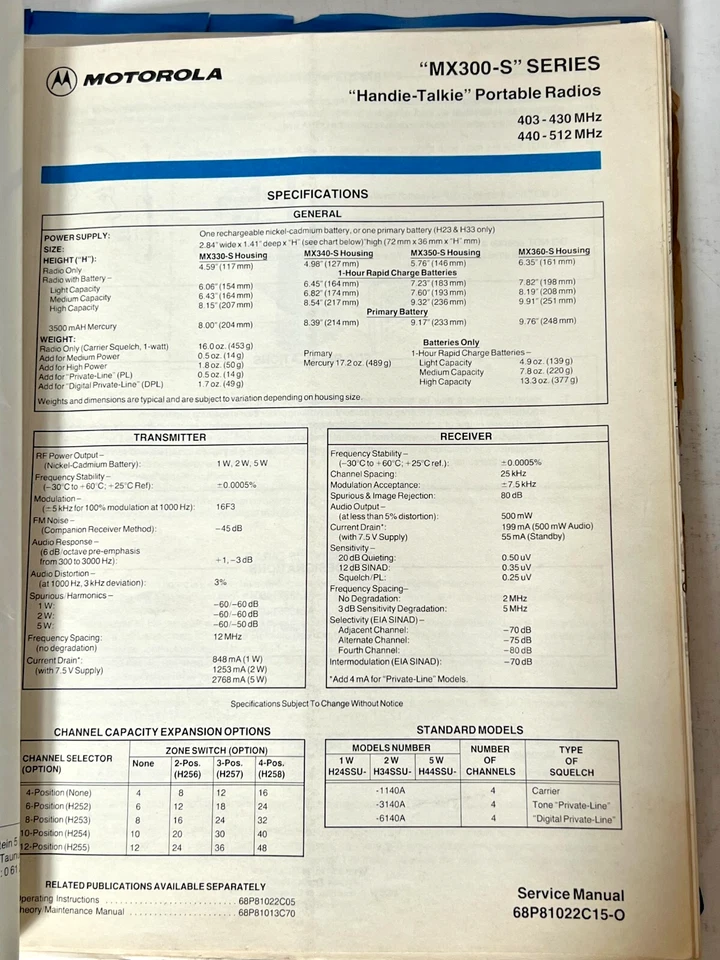 MOTOROLA
"MX300-S" SERIES
"Handie-Talkie" Portable Radios
403-430 MHz
440-512 MHz
SPECIFICATIONS
GENERAL
POWER SUPPLY: One rechargeable nickel-cadmium battery, or one primary battery (H23 & H33 only)
SIZE: 2.84" wide x 1.41" deep x "H" (see chart below) "high (72 mm x 36 mm x "H" mm)
HEIGHT ("H"): MX330-S Housing MX340-S Housing MX350-S Housing MX360-S Housing
Radio Only 4.59" (117 mm) 4.98" (127 mm) 5.76" (146 mm) 6.35" (161 mm)
Radio with Battery— 1-Hour Rapid Charge Batteries
Light Capacity 6.06" (154 mm) 6.45" (164 mm) 7.23" (183 mm) 7.82" (198 mm)
Medium Capacity 6.43" (164 mm) 6.82" (174 mm) 7.60" (193 mm) 8.19" (208 mm)
High Capacity 8.15" (207 mm) 8.54" (217 mm) 9.32" (236 mm) 9.91" (251 mm)
Primary Battery
3500 mAH Mercury 8.00" (204 mm) 8.39" (214 mm) 9.17" (233 mm) 9.76" (248 mm)
WEIGHT: Batteries Only
Radio Only (Carrier Squelch, 1-watt) 16.0 oz. (453 g) Primary 1-Hour Rapid Charge Batteries—
Add for Medium Power 0.5 oz. (14 g) Mercury 17.2 oz. (489 g) Light Capacity 4.9 oz. (139 g)
Add for High Power 1.8 oz. (50 g) Medium Capacity 7.8 oz. (220 g)
Add for "Private-Line" (PL) 0.5 oz. (14 g) High Capacity 13.3 oz. (377 g)
Add for "Digital Private-Line" (DPL) 1.7 oz. (49 g)
Weights and dimensions are typical and are subject to variation depending on housing size.
TRANSMITTER
RF Power Output—
(Nickel-Cadmium Battery): 1 W, 2 W, 5 W
Frequency Stability—
(-30°C to +60°C; +25°C Ref): ±0.0005%
Modulation—
(±5 kHz for 100% modulation at 1000 Hz): 16F3
FM Noise—
(Companion Receiver Method): -45 dB
Audio Response—
(6 dB/octave pre-emphasis
from 300 to 3000 Hz): +1, -3 dB
Audio Distortion—
(at 1000 Hz, 3 kHz deviation): 3%
Spurious/Harmonics—
1 W: -60/-60 dB
2 W: -60/-60 dB
5 W: -60/-50 dB
Frequency Spacing: 12 MHz
(no degradation)
Current Drain*: 848 mA (1 W)
(with 7.5 V Supply) 1253 mA (2 W)
2768 mA (5 W)
RECEIVER
Frequency Stability—
(-30°C to +60°C; +25°C ref.): ±0.0005%
Channel Spacing: 25 kHz
Modulation Acceptance: ±7.5 kHz
Spurious & Image Rejection: 80 dB
Audio Output—
(at less than 5% distortion): 500 mW
Current Drain*: 199 mA (500 mW Audio)
(with 7.5 V Supply) 55 mA (Standby)
Sensitivity—
20 dB Quieting: 0.50 uV
12 dB SINAD: 0.35 uV
Squelch/PL: 0.25 uV
Frequency Spacing—
No Degradation: 2 MHz
3 dB Sensitivity Degradation: 5 MHz
Selectivity (EIA SINAD)—
Adjacent Channel: -70 dB
Alternate Channel: -75 dB
Fourth Channel: -80 dB
Intermodulation (EIA SINAD): -70 dB
*Add 4 mA for "Private-Line" Models.
Specifications Subject To Change Without Notice
CHANNEL CAPACITY EXPANSION OPTIONS
CHANNEL SELECTOR (OPTION) ZONE SWITCH (OPTION)
None 2-Pos. (H256) 3-Pos. (H257) 4-Pos. (H258)
4-Position (None) 4 8 12 16
6-Position (H252) 6 12 18 24
8-Position (H253) 8 16 24 32
10-Position (H254) 10 20 30 40
12-Position (H255) 12 24 36 48
STANDARD MODELS
MODELS NUMBER NUMBER OF CHANNELS TYPE OF SQUELCH
1 W H24SSU- 2 W H34SSU- 5 W H44SSU-
-1140A 4 Carrier
-3140A 4 Tone "Private-Line"
-6140A 4 "Digital Private-Line"
RELATED PUBLICATIONS AVAILABLE SEPARATELY
perating Instructions 68P81022C05
heory/Maintenance Manual 68P81013C70
Service Manual
68P81022C15-O
ein 5
Taun
: 0 61